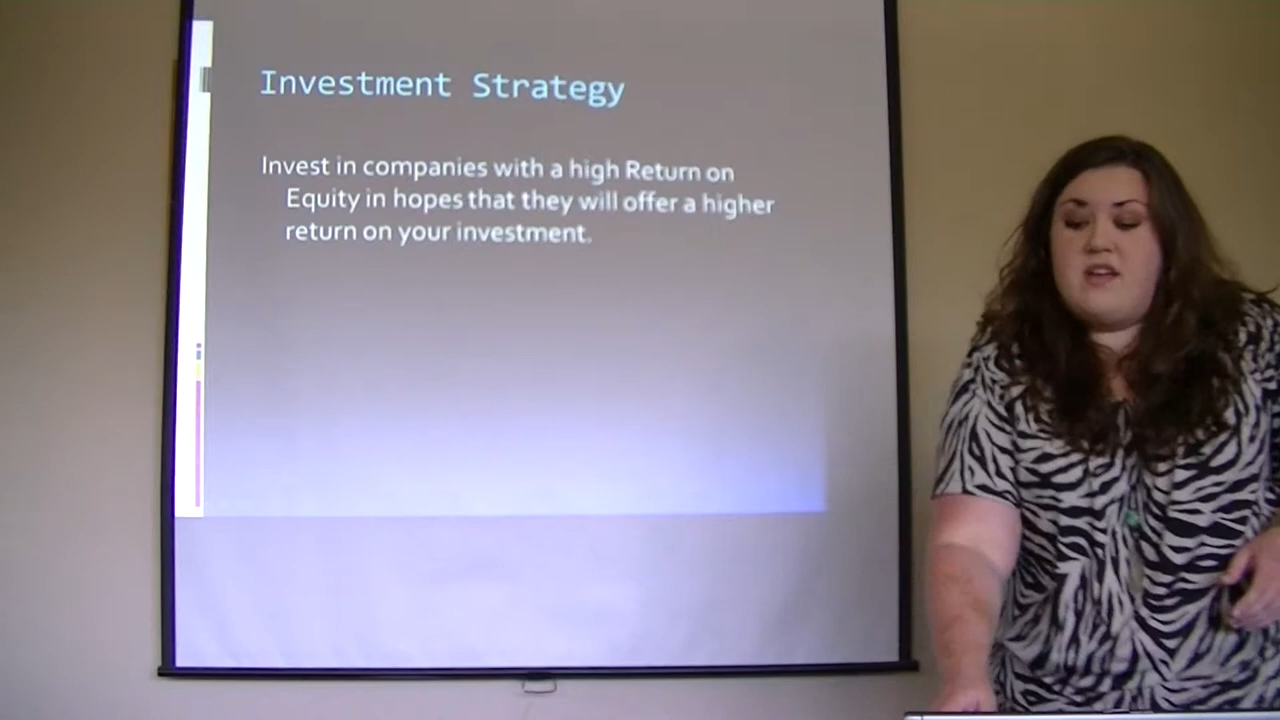 Investment Strategy
Invest in companies with a high Return on
Equity in hopes that they will offer a higher
return on your investment.